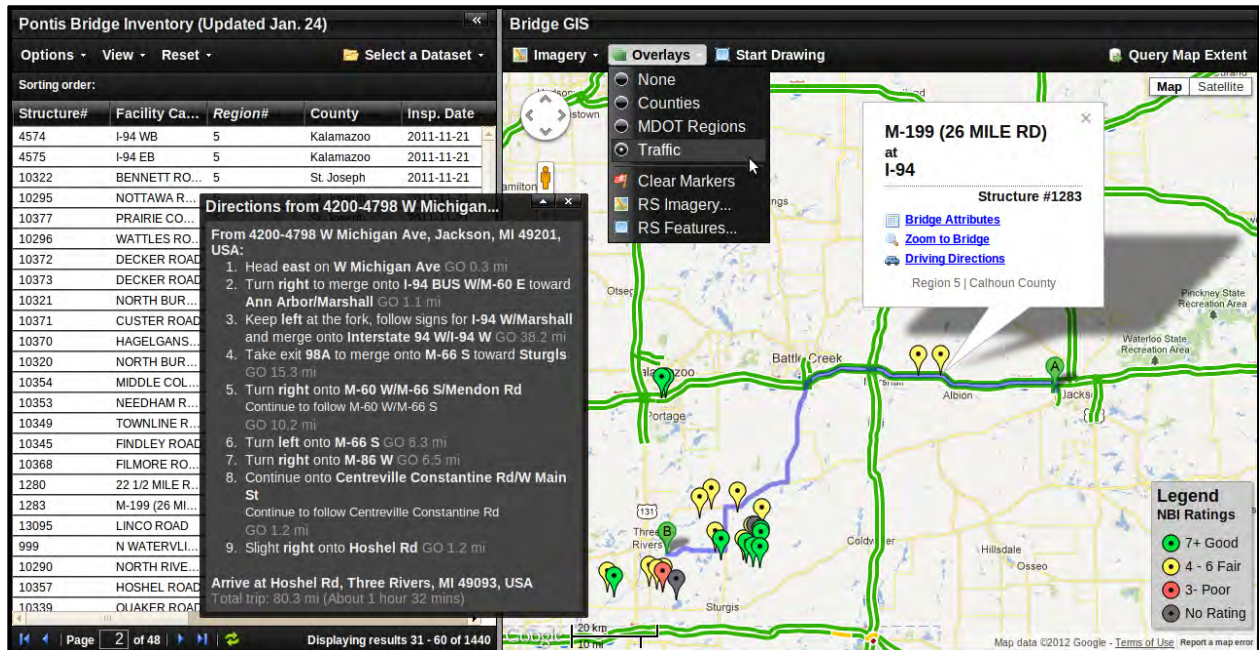 Pontis Bridge Inventory (Updated Jan. 24)
Options View Reset Select a Dataset
Sorting order:
Structure# Facility Ca... Region# County Insp. Date
4574 I-94 WB 5 Kalamazoo 2011-11-21
4575 I-94 EB 5 Kalamazoo 2011-11-21
10322 BENNETT RO... 5 St. Joseph 2011-11-21
10295 NOTTAWA R...
10377 PRAIRIE CO...
10296 WATTLES RO...
10372 DECKER ROAD
10373 DECKER ROAD
10321 NORTH BUR...
10371 CUSTER ROAD
10370 HAGELGANS...
10320 NORTH BUR...
10354 MIDDLE COL...
10353 NEEDHAM R...
10349 TOWNLINE R...
10345 FINDLEY ROAD
10368 FILMORE RO...
1280 22 1/2 MILE R...
1283 M-199 (26 MI...
13095 LINCO ROAD
999 N WATERVLI...
10290 NORTH RIVE...
10357 HOSHEL ROAD
10339 QUAKER ROAD
Page 2 of 48 Displaying results 31 - 60 of 1440
Directions from 4200-4798 W Michigan...
From 4200-4798 W Michigan Ave, Jackson, MI 49201,
USA:
1. Head east on W Michigan Ave GO 0.3 mi
2. Turn right to merge onto I-94 BUS W/M-60 E toward
Ann Arbor/Marshall GO 1.1 mi
3. Keep left at the fork, follow signs for I-94 W/Marshall
and merge onto Interstate 94 W/I-94 W GO 38.2 mi
4. Take exit 98A to merge onto M-66 S toward Sturgis
GO 15.3 mi
5. Turn right onto M-60 W/M-66 S/Mendon Rd
Continue to follow M-60 W/M-66 S
GO 10.2 mi
6. Turn left onto M-66 S GO 6.3 mi
7. Turn right onto M-86 W GO 6.5 mi
8. Continue onto Centreville Constantine Rd/W Main
St
Continue to follow Centreville Constantine Rd
GO 1.2 mi
9. Slight right onto Hoshel Rd GO 1.2 mi
Arrive at Hoshel Rd, Three Rivers, MI 49093, USA
Total trip: 80.3 mi (About 1 hour 32 mins)
Bridge GIS
Imagery Overlays Start Drawing Query Map Extent
None
Counties
MDOT Regions
Traffic
Clear Markers
RS Imagery...
RS Features...
Map Satellite
M-199 (26 MILE RD)
at
I-94
Structure #1283
Bridge Attributes
Zoom to Bridge
Driving Directions
Region 5 | Calhoun County
Pinckney State
Recreation Area
Waterloo State
Recreation Area
Battle Creek
Portage
Albion
A
131
Three
Rivers
B
Hillsdale
Osseo
Sturgis
Legend
NBI Ratings
7+ Good
4 - 6 Fair
3- Poor
No Rating
Google
20 km
10 mi
Map data ©2012 Google - Terms of Use Report a map error